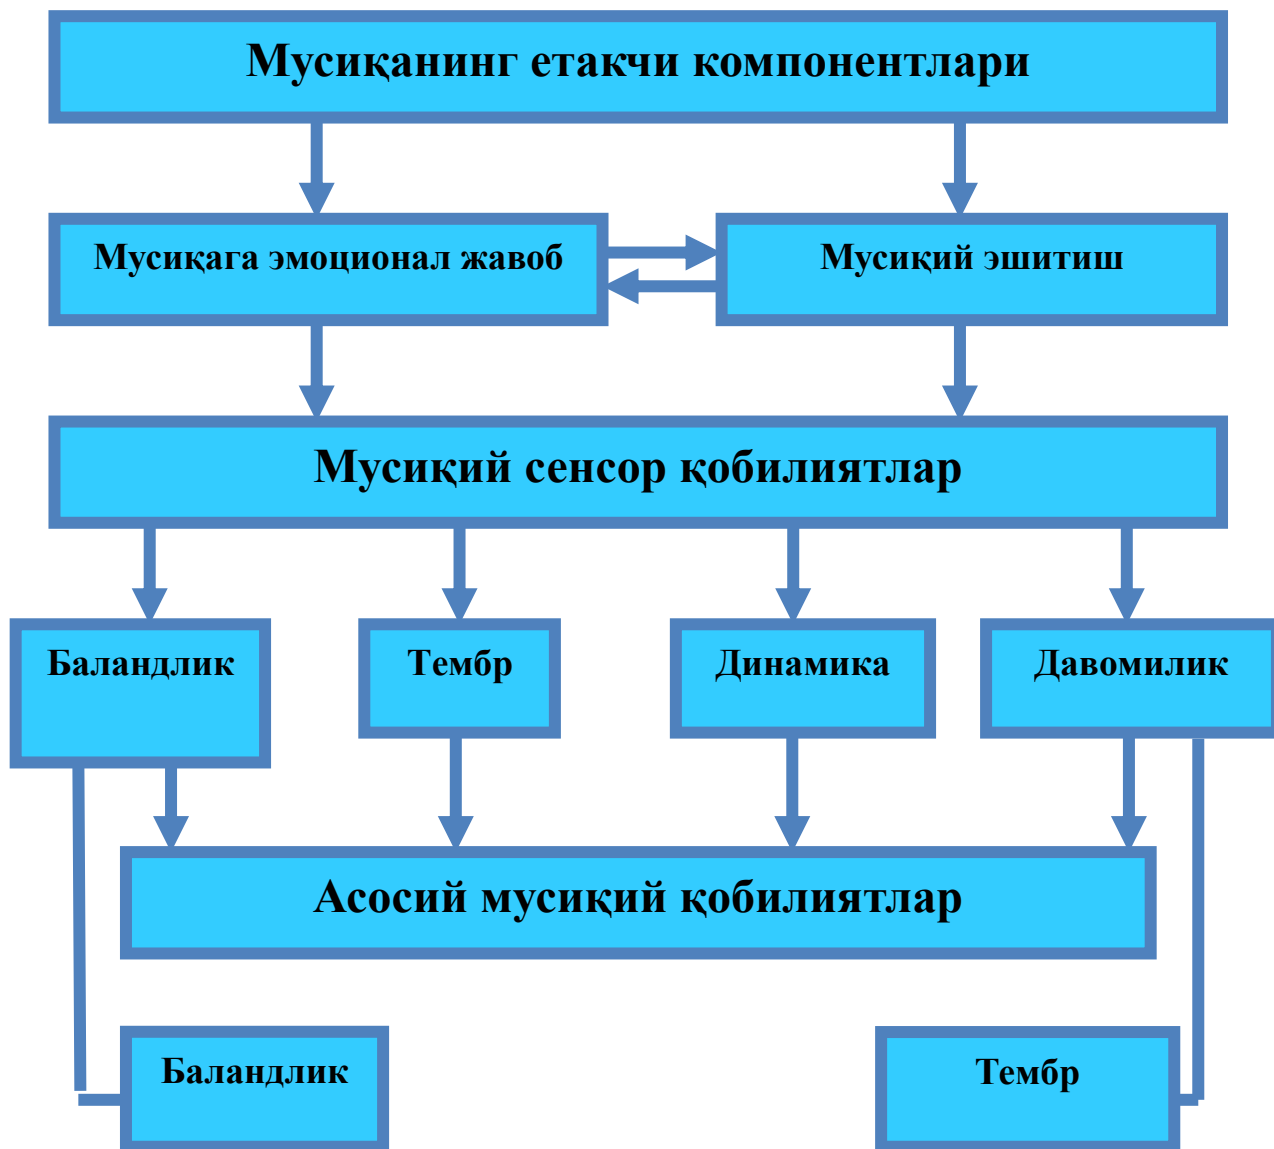 Мусиқанинг етакчи компонентлари
Мусиқага эмоционал жавоб
Мусиқий эшитиш
Мусиқий сенсор қобилиятлар
Баландлик
Тембр
Динамика
Давомилик
Асосий мусиқий қобилиятлар
Баландлик
Тембр